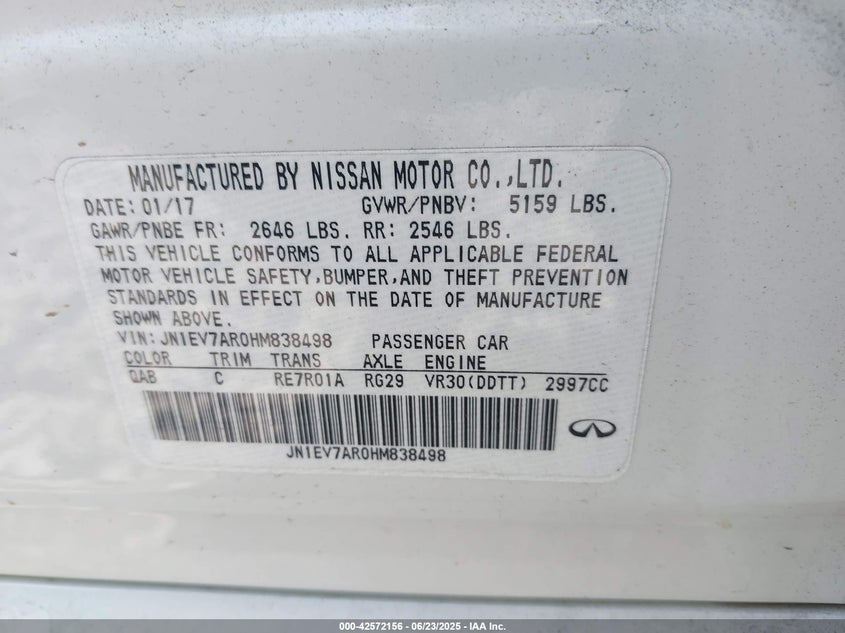 MANUFACTURED BY NISSAN MOTOR CO.,LTD.
DATE: 01/17 GVWR/PNBV: 5159 LBS.
GAWR/PNBE FR: 2646 LBS. RR: 2546 LBS.
THIS VEHICLE CONFORMS TO ALL APPLICABLE FEDERAL
MOTOR VEHICLE SAFETY,BUMPER,AND THEFT PREVENTION
STANDARDS IN EFFECT ON THE DATE OF MANUFACTURE
SHOWN ABOVE.
VIN: JN1EV7AR0HM838498 PASSENGER CAR
COLOR TRIM TRANS AXLE ENGINE
QAB C RE7R01A RG29 VR30(DDTT) 2997CC
JN1EV7AR0HM838498
000-42572156 - 06/23/2025 - IAA Inc.